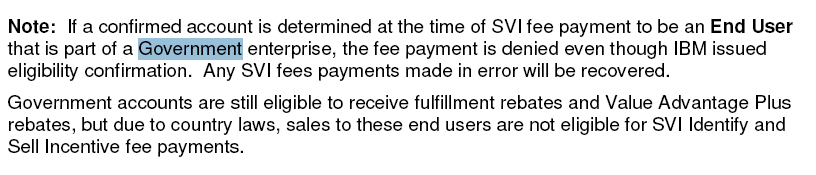 Note: If a confirmed account is determined at the time of SVI fee payment to be an End User
that is part of a Government enterprise, the fee payment is denied even though IBM issued
eligibility confirmation. Any SVI fees payments made in error will be recovered.
Government accounts are still eligible to receive fulfillment rebates and Value Advantage Plus
rebates, but due to country laws, sales to these end users are not eligible for SVI Identify and
Sell Incentive fee payments.